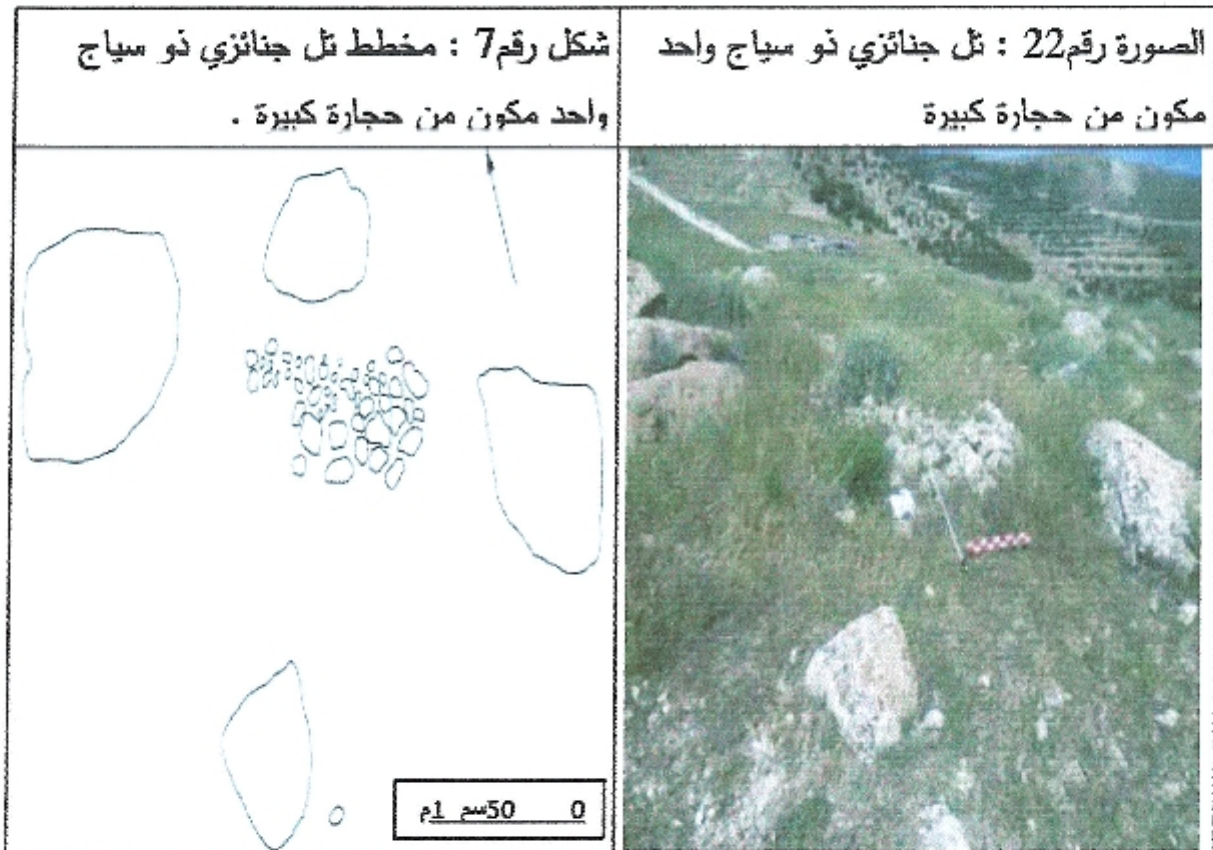 الصورة رقم22 : تل جنائزي ذو سياج واحد
مكون من حجارة كبيرة
شكل رقم7 : مخطط تل جنائزي ذو سياج
واحد مكون من حجارة كبيرة .
0 50سم 1م